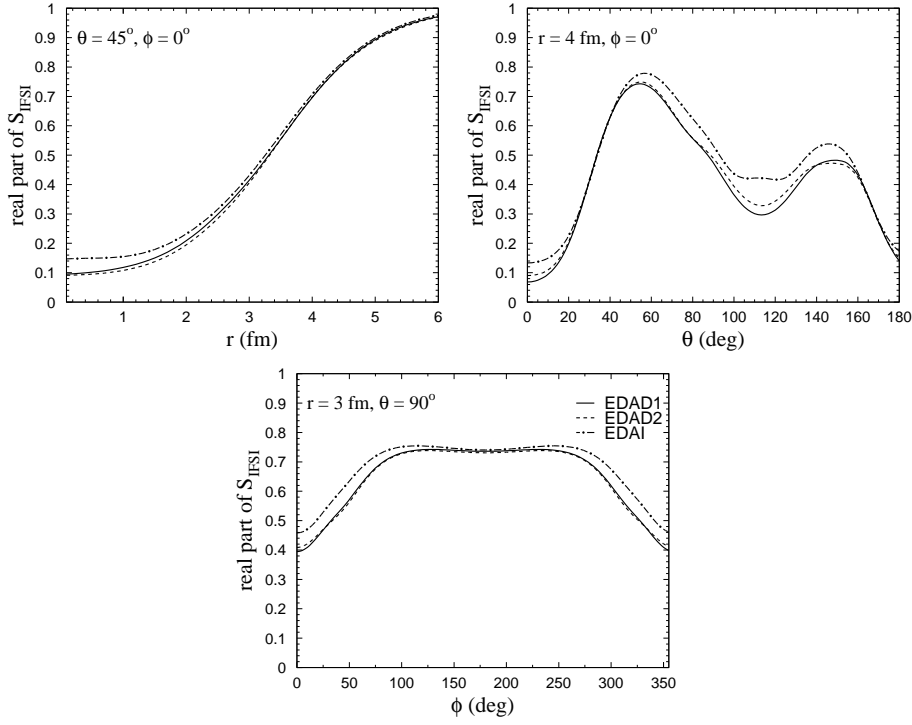 real part of S_IFSI
1
0.9
0.8
0.7
0.6
0.5
0.4
0.3
0.2
0.1
0
θ = 45°, ϕ = 0°
1 2 3 4 5 6
r (fm)
real part of S_IFSI
1
0.9
0.8
0.7
0.6
0.5
0.4
0.3
0.2
0.1
0
r = 4 fm, ϕ = 0°
0 20 40 60 80 100 120 140 160 180
θ (deg)
real part of S_IFSI
1
0.9
0.8
0.7
0.6
0.5
0.4
0.3
0.2
0.1
0
r = 3 fm, θ = 90°
EDAD1
EDAD2
EDAI
0 50 100 150 200 250 300 350
ϕ (deg)